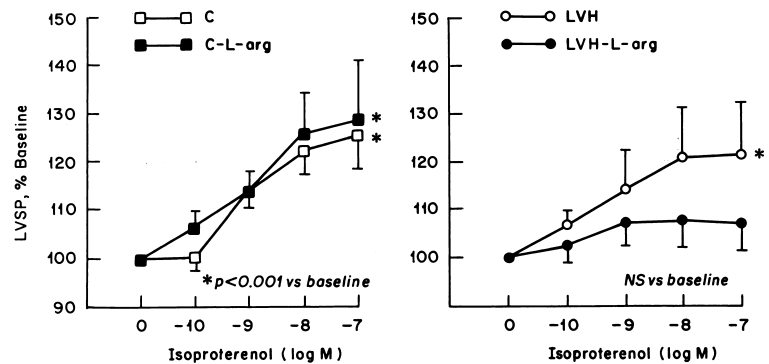 C
C-L-arg
LVSP, % Baseline
150
140
130
120
110
100
90
*
*
*p<0.001 vs baseline
0 -10 -9 -8 -7
Isoproterenol (log M)
LVH
LVH-L-arg
150
140
130
120
110
100
*
NS vs baseline
0 -10 -9 -8 -7
Isoproterenol (log M)